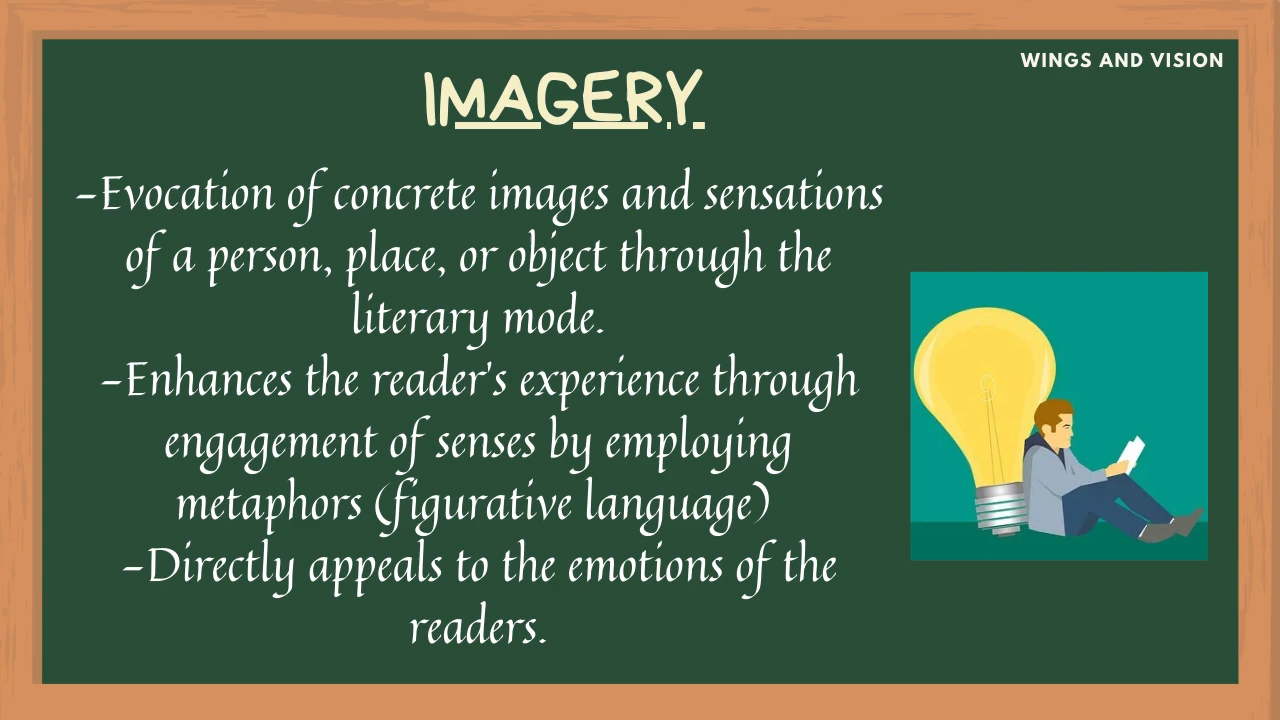 WINGS AND VISION
IMAGERY
-Evocation of concrete images and sensations
of a person, place, or object through the
literary mode.
-Enhances the reader's experience through
engagement of senses by employing
metaphors (figurative language)
-Directly appeals to the emotions of the
readers.